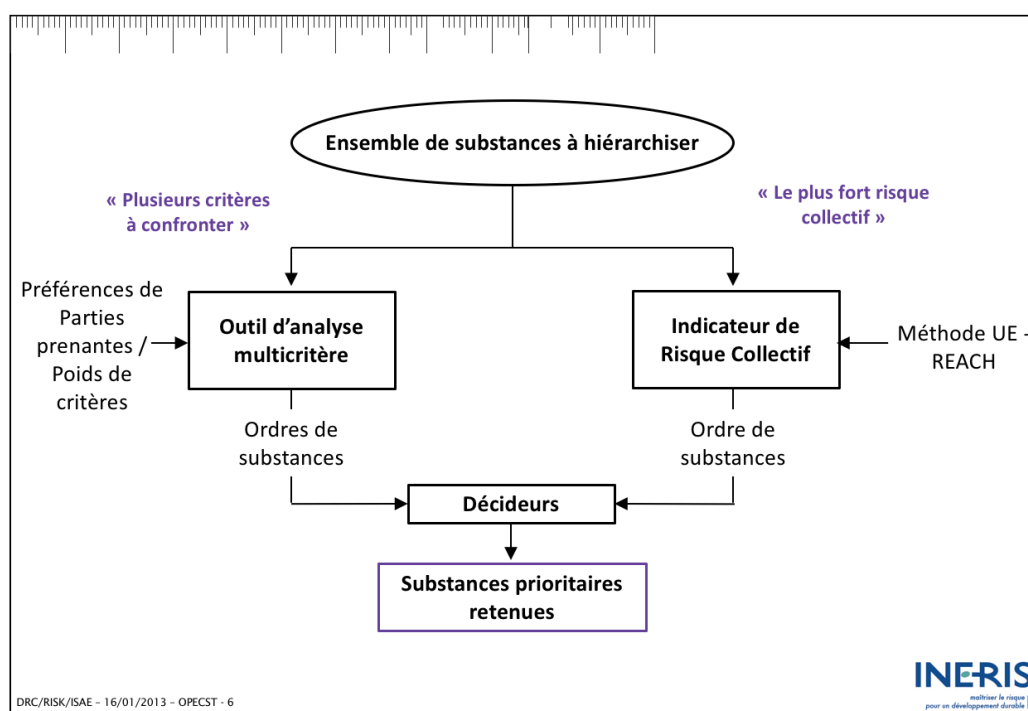 Ensemble de substances à hiérarchiser
« Plusieurs critères
à confronter »
« Le plus fort risque
collectif »
Préférences de
Parties
prenantes /
Poids de
critères
Outil d’analyse
multicritère
Indicateur de
Risque Collectif
Méthode UE -
REACH
Ordres de
substances
Ordre de
substances
Décideurs
Substances prioritaires
retenues
DRC/RISK/ISAE – 16/01/2013 – OPECST - 6
INERIS
maîtriser le risque
pour un développement durable